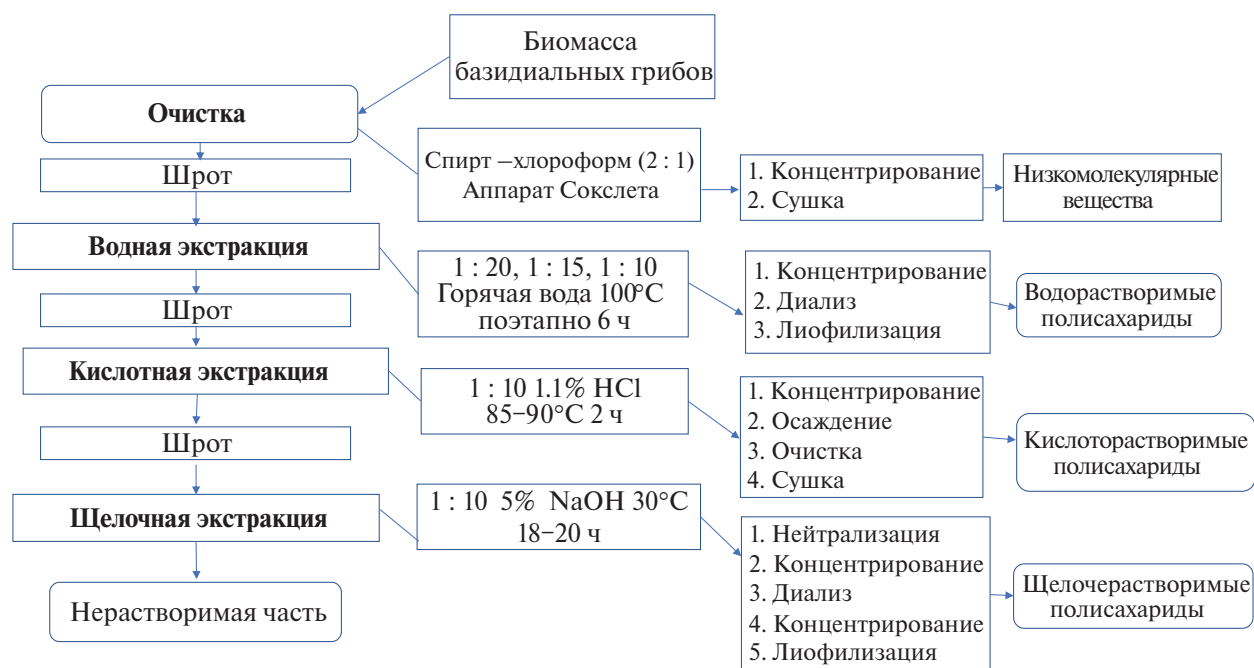 Биомасса
базидиальных грибов
Очистка
Спирт –хлороформ (2 : 1)
Аппарат Сокслета
1. Концентрирование
2. Сушка
Низкомолекулярные
вещества
Шрот
Водная экстракция
1 : 20, 1 : 15, 1 : 10
Горячая вода 100°C
поэтапно 6 ч
1. Концентрирование
2. Диализ
3. Лиофилизация
Водорастворимые
полисахариды
Шрот
Кислотная экстракция
1 : 10 1.1% HCl
85–90°C 2 ч
1. Концентрирование
2. Осаждение
3. Очистка
4. Сушка
Кислоторастворимые
полисахариды
Шрот
Щелочная экстракция
1 : 10 5% NaOH 30°C
18–20 ч
1. Нейтрализация
2. Концентрирование
3. Диализ
4. Концентрирование
5. Лиофилизация
Щелочерастворимые
полисахариды
Нерастворимая часть